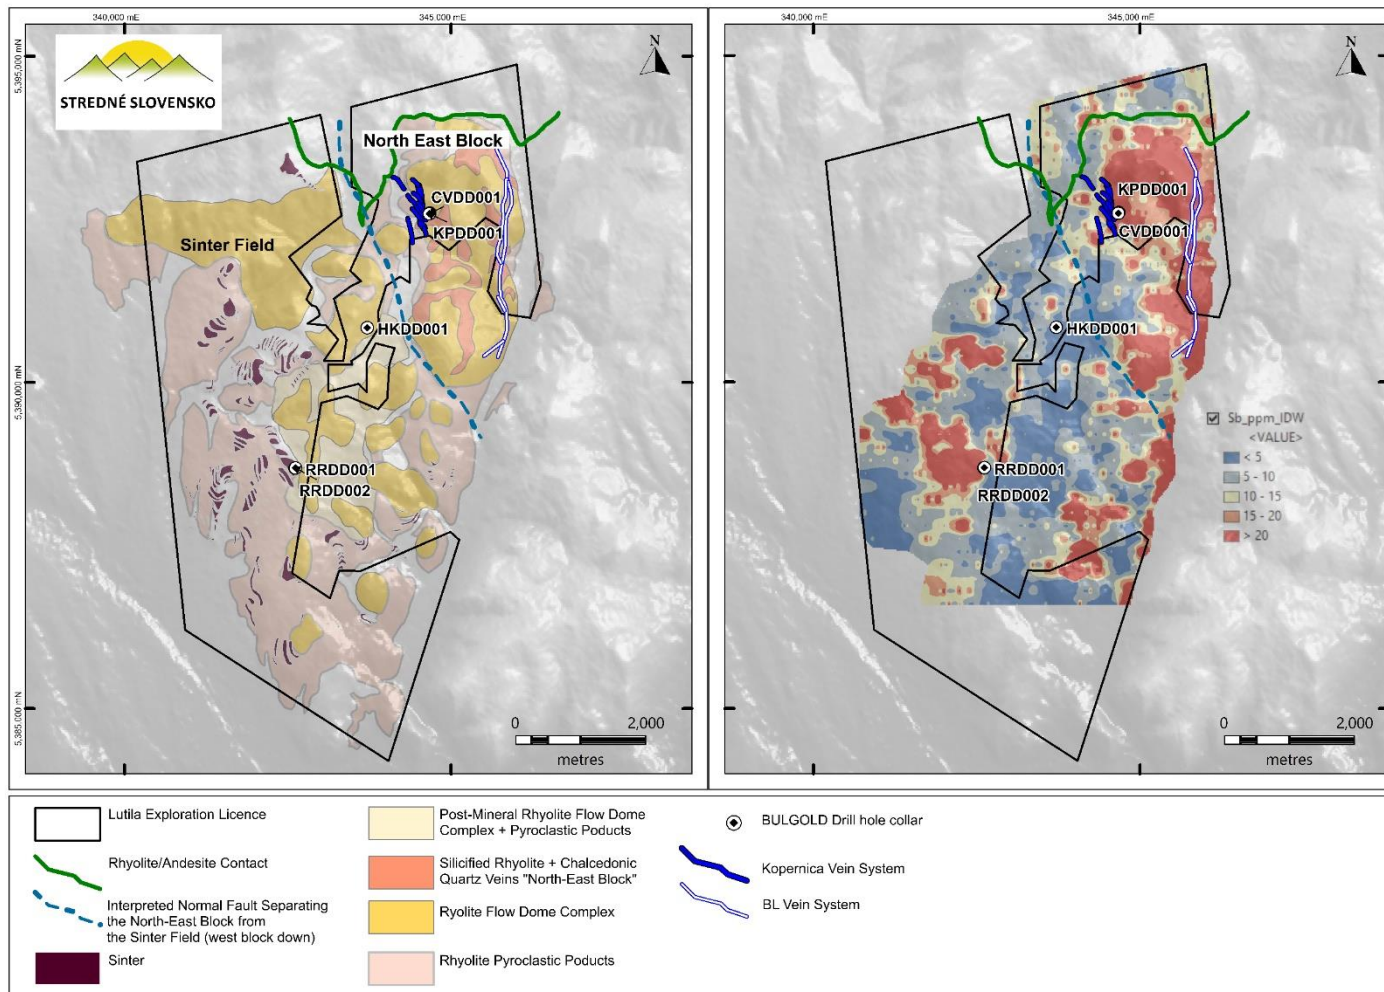 340,000 mE
345,000 mE
5,395,000 mN
5,390,000 mN
5,385,000 mN
STREDNÉ SLOVENSKO
N
North East Block
CVDD001
KPDD001
Sinter Field
HKDD001
RRDD001
RRDD002
0
2,000
metres
340,000 mE
345,000 mE
N
KPDD001
CVDD001
HKDD001
RRDD001
RRDD002
Sb_ppm_IDW
<VALUE>
< 5
5 - 10
10 - 15
15 - 20
> 20
0
2,000
metres
Lutila Exploration Licence
Rhyolite/Andesite Contact
Interpreted Normal Fault Separating
the North-East Block from
the Sinter Field (west block down)
Sinter
Post-Mineral Rhyolite Flow Dome
Complex + Pyroclastic Poducts
Silicified Rhyolite + Chalcedonic
Quartz Veins "North-East Block"
Ryolite Flow Dome Complex
Rhyolite Pyroclastic Poducts
BULGOLD Drill hole collar
Kopernica Vein System
BL Vein System